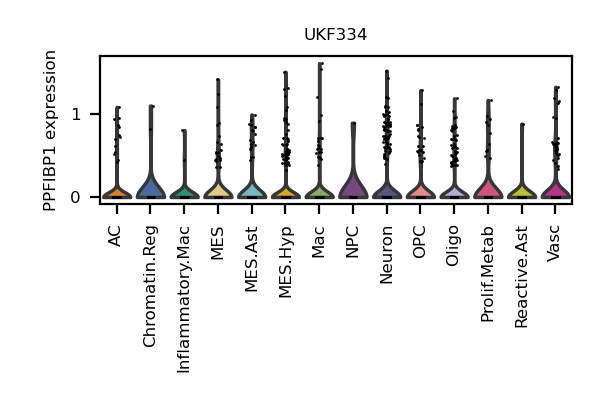 UKF334
PPFIBP1 expression
1
0
AC
Chromatin.Reg
Inflammatory.Mac
MES
MES.Ast
MES.Hyp
Mac
NPC
Neuron
OPC
Oligo
Prolif.Metab
Reactive.Ast
Vasc